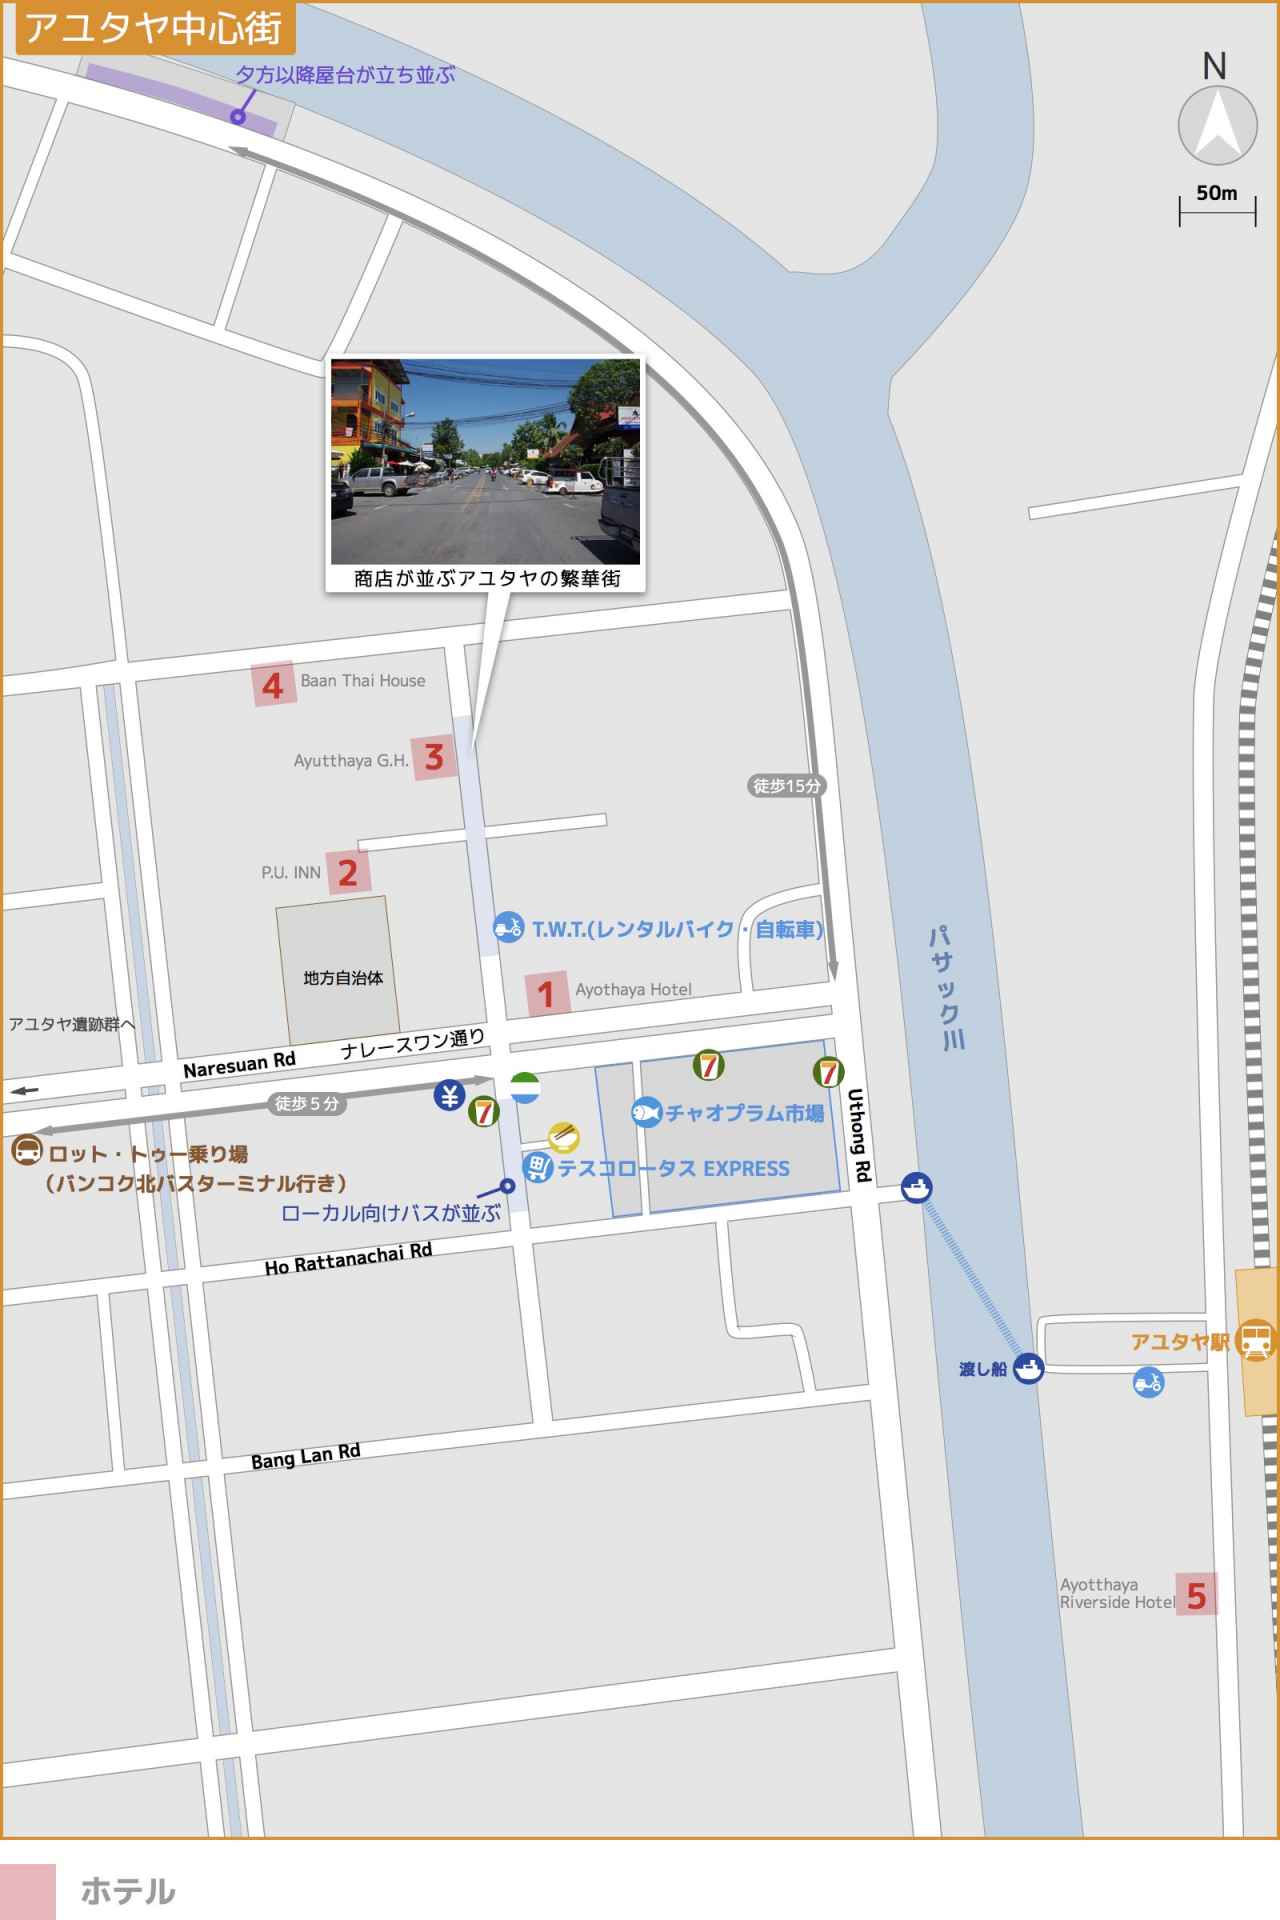 アユタヤ中心街
夕方以降屋台が立ち並ぶ
N
50m
商店が並ぶアユタヤの繁華街
4
Baan Thai House
Ayutthaya G.H.
3
徒歩15分
P.U. INN
2
T.W.T.(レンタルバイク・自転車)
パサック川
地方自治体
1
Ayothaya Hotel
アユタヤ遺跡群へ
Naresuan Rd
ナレースワン通り
徒歩5分
¥
7
7
7
チャオプラム市場
Uthong Rd
ロット・トゥー乗り場
（バンコク北バスターミナル行き）
テスコロータス EXPRESS
ローカル向けバスが並ぶ
Ho Rattanachai Rd
アユタヤ駅
渡し船
Bang Lan Rd
Ayotthaya
Riverside Hotel
5
ホテル